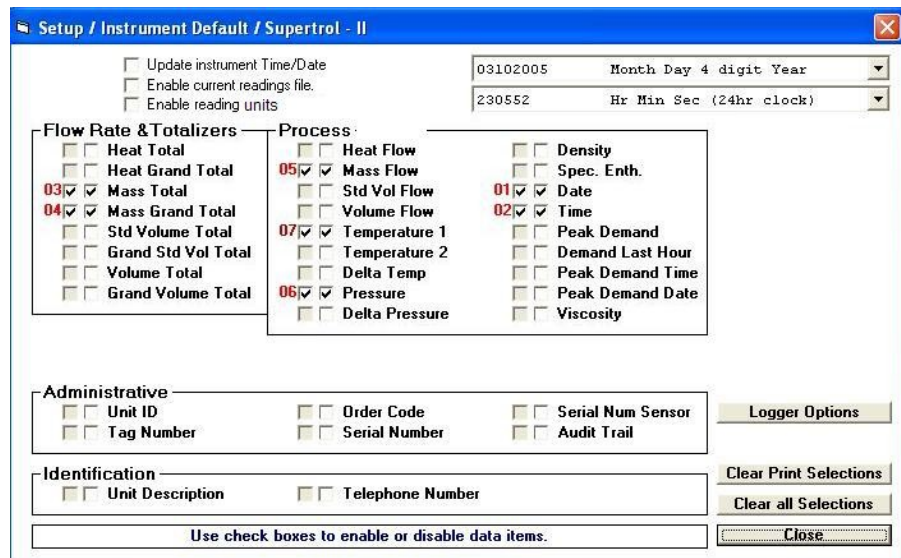 Setup / Instrument Default / Supertrol - II
Update instrument Time/Date
Enable current readings file.
Enable reading units
03102005 Month Day 4 digit Year
230552 Hr Min Sec (24hr clock)
Flow Rate &Totalizers
Heat Total
Heat Grand Total
03 Mass Total
04 Mass Grand Total
Std Volume Total
Grand Std Vol Total
Volume Total
Grand Volume Total
Process
Heat Flow
05 Mass Flow
Std Vol Flow
Volume Flow
07 Temperature 1
Temperature 2
Delta Temp
06 Pressure
Delta Pressure
Density
Spec. Enth.
01 Date
02 Time
Peak Demand
Demand Last Hour
Peak Demand Time
Peak Demand Date
Viscosity
Administrative
Unit ID
Tag Number
Order Code
Serial Number
Serial Num Sensor
Audit Trail
Logger Options
Identification
Unit Description
Telephone Number
Clear Print Selections
Clear all Selections
Use check boxes to enable or disable data items.
Close